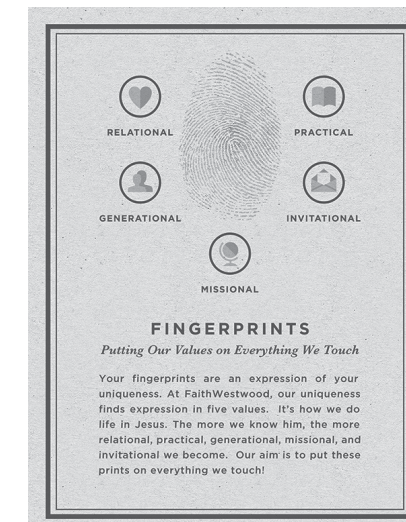 RELATIONAL
PRACTICAL
GENERATIONAL
INVITATIONAL
MISSIONAL
FINGERPRINTS
Putting Our Values on Everything We Touch
Your fingerprints are an expression of your
uniqueness. At FaithWestwood, our uniqueness
finds expression in five values. It's how we do
life in Jesus. The more we know him, the more
relational, practical, generational, missional, and
invitational we become. Our aim is to put these
prints on everything we touch!